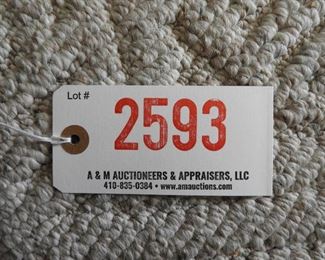 Lot #
2593
A & M AUCTIONEERS & APPRAISERS, LLC
410-835-0384 • www.amauctions.com